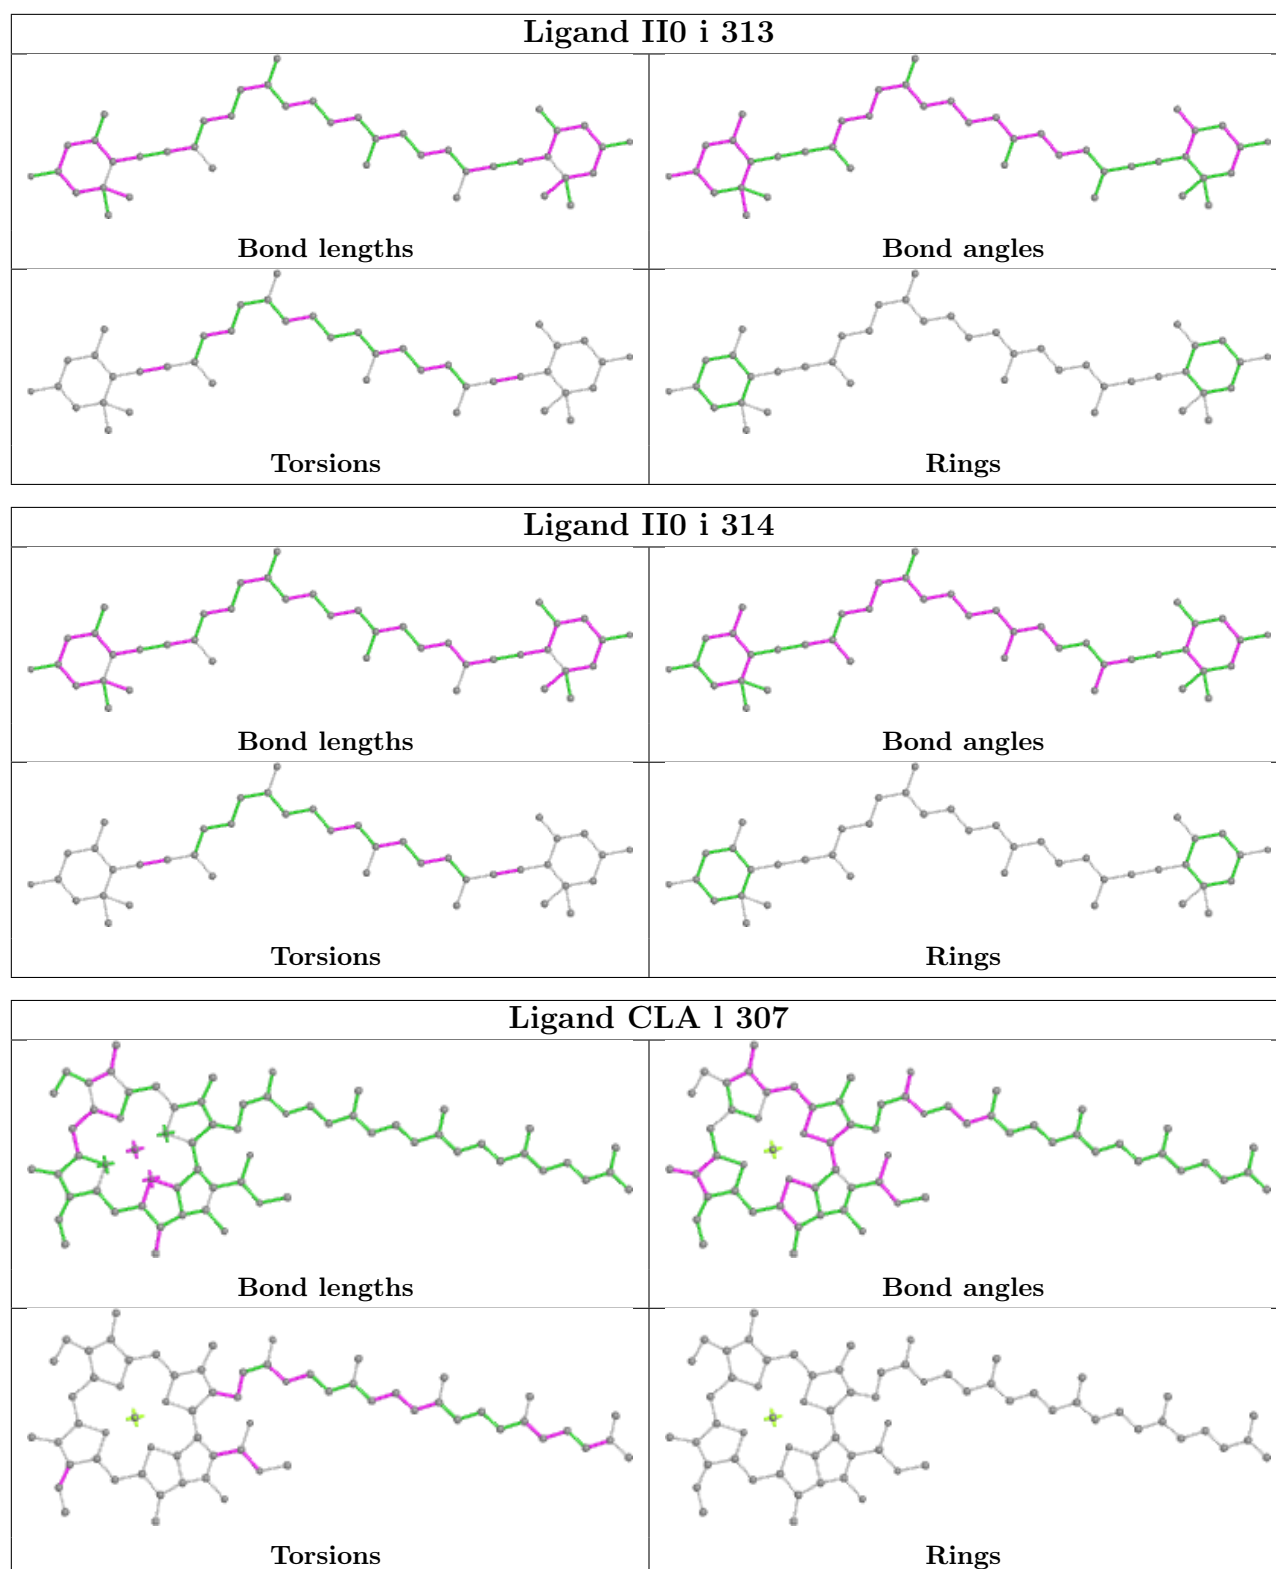 Ligand II0 i 313
Bond lengths
Bond angles
Torsions
Rings
Ligand II0 i 314
Bond lengths
Bond angles
Torsions
Rings
Ligand CLA l 307
Bond lengths
Bond angles
Torsions
Rings